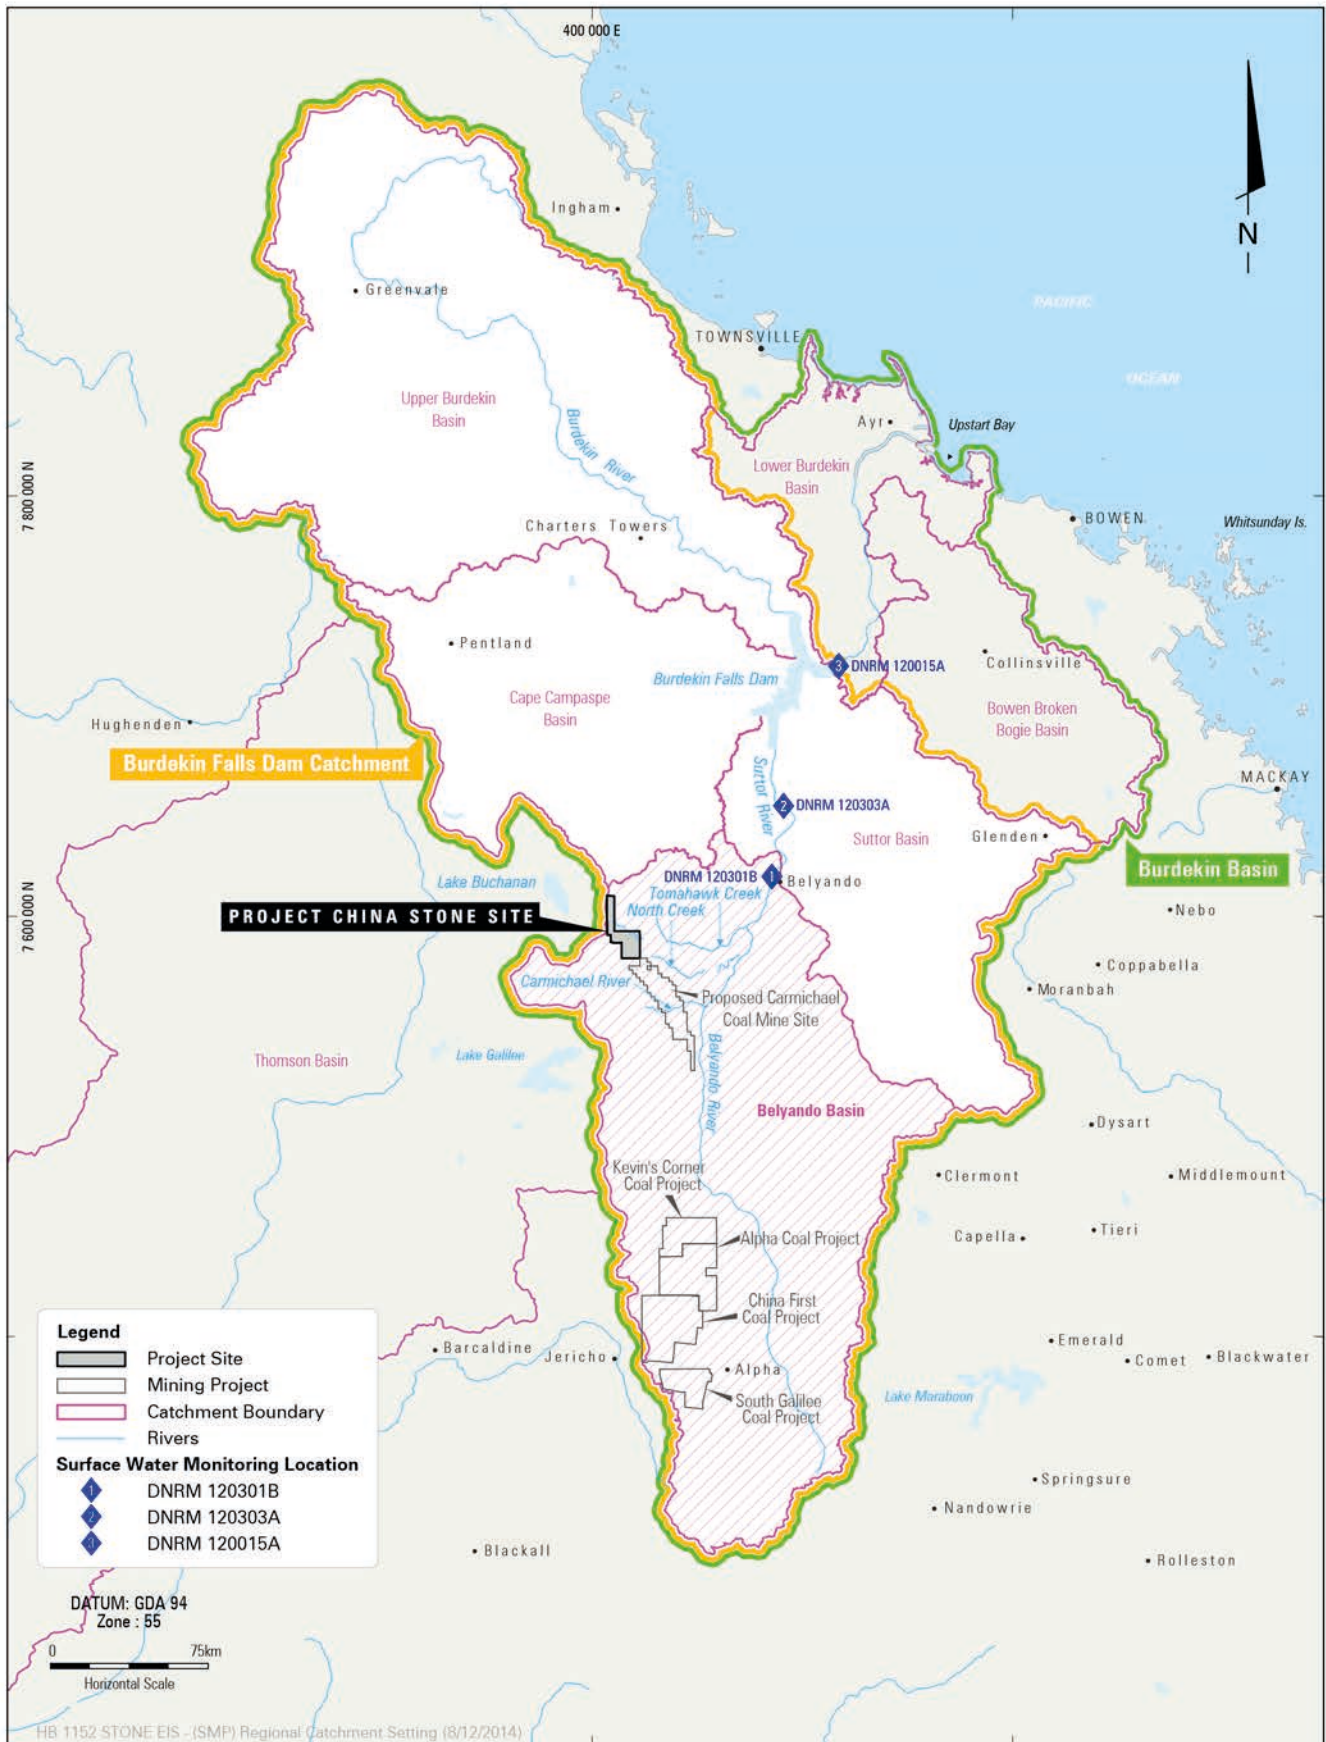 400 000 E
Ingham
N
Greenvale
PACIFIC
OCEAN
TOWNSVILLE
Upper Burdekin
Basin
Burdekin River
Ayr
Upstart Bay
Lower Burdekin
Basin
7 800 000 N
Charters Towers
BOWEN
Whitsunday Is.
Pentland
Burdekin Falls Dam
3 DNRM 120015A
Collinsville
Cape Campaspe
Basin
Bowen Broken
Bogie Basin
Hughenden
Burdekin Falls Dam Catchment
Suttor River
MACKAY
2 DNRM 120303A
Suttor Basin
Glenden
Burdekin Basin
DNRM 120301B 1
Belyando
Lake Buchanan
Tomahawk Creek
North Creek
PROJECT CHINA STONE SITE
7 600 000 N
Nebo
Coppabella
Moranbah
Carmichael River
Proposed Carmichael
Coal Mine Site
Belyando River
Lake Galilee
Thomson Basin
Belyando Basin
Dysart
Kevin's Corner
Coal Project
Clermont
Middlemount
Alpha Coal Project
Capella
Tieri
China First
Coal Project
Barcaldine
Jericho
Alpha
Emerald
Comet
Blackwater
South Galilee
Coal Project
Lake Maraboon
Springsure
Nandowrie
Blackall
Rolleston
Legend
Project Site
Mining Project
Catchment Boundary
Rivers
Surface Water Monitoring Location
1 DNRM 120301B
2 DNRM 120303A
3 DNRM 120015A
DATUM: GDA 94
Zone : 55
0 75km
Horizontal Scale
HB 1152 STONE EIS - (SMP) Regional Catchment Setting (8/12/2014)